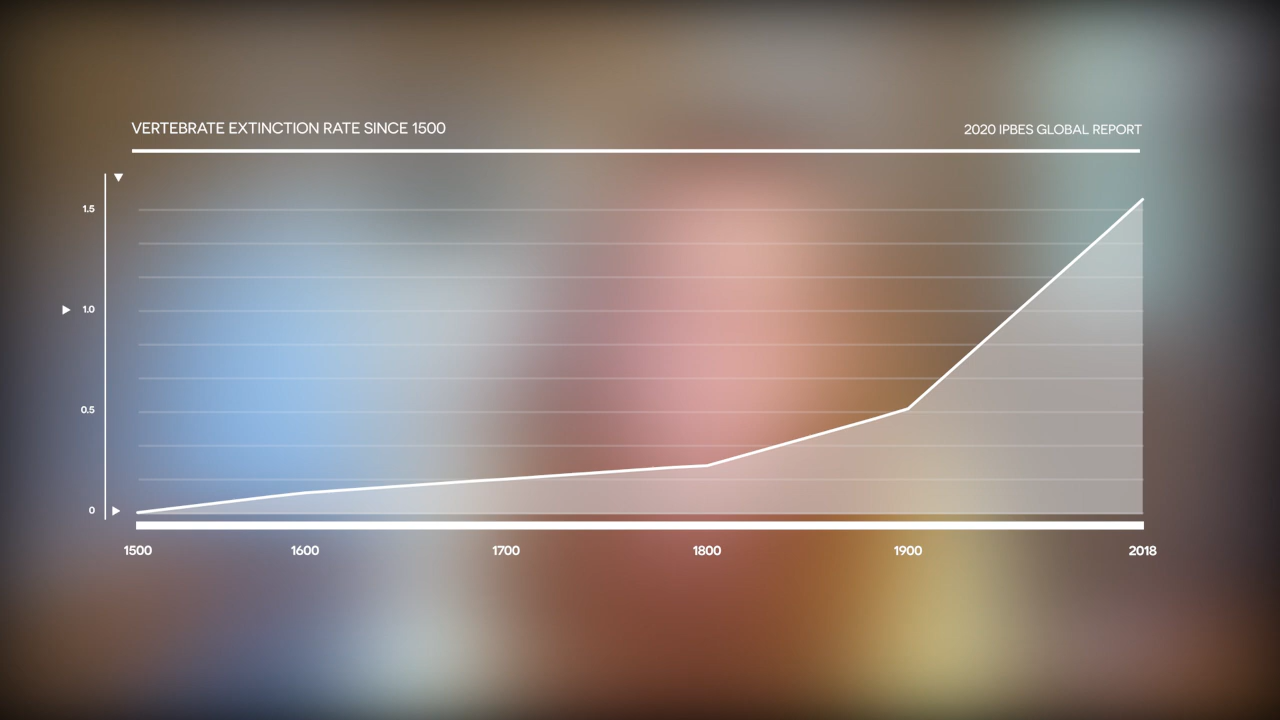 VERTEBRATE EXTINCTION RATE SINCE 1500
2020 IPBES GLOBAL REPORT
1.5
1.0
0.5
0
1500 1600 1700 1800 1900 2018